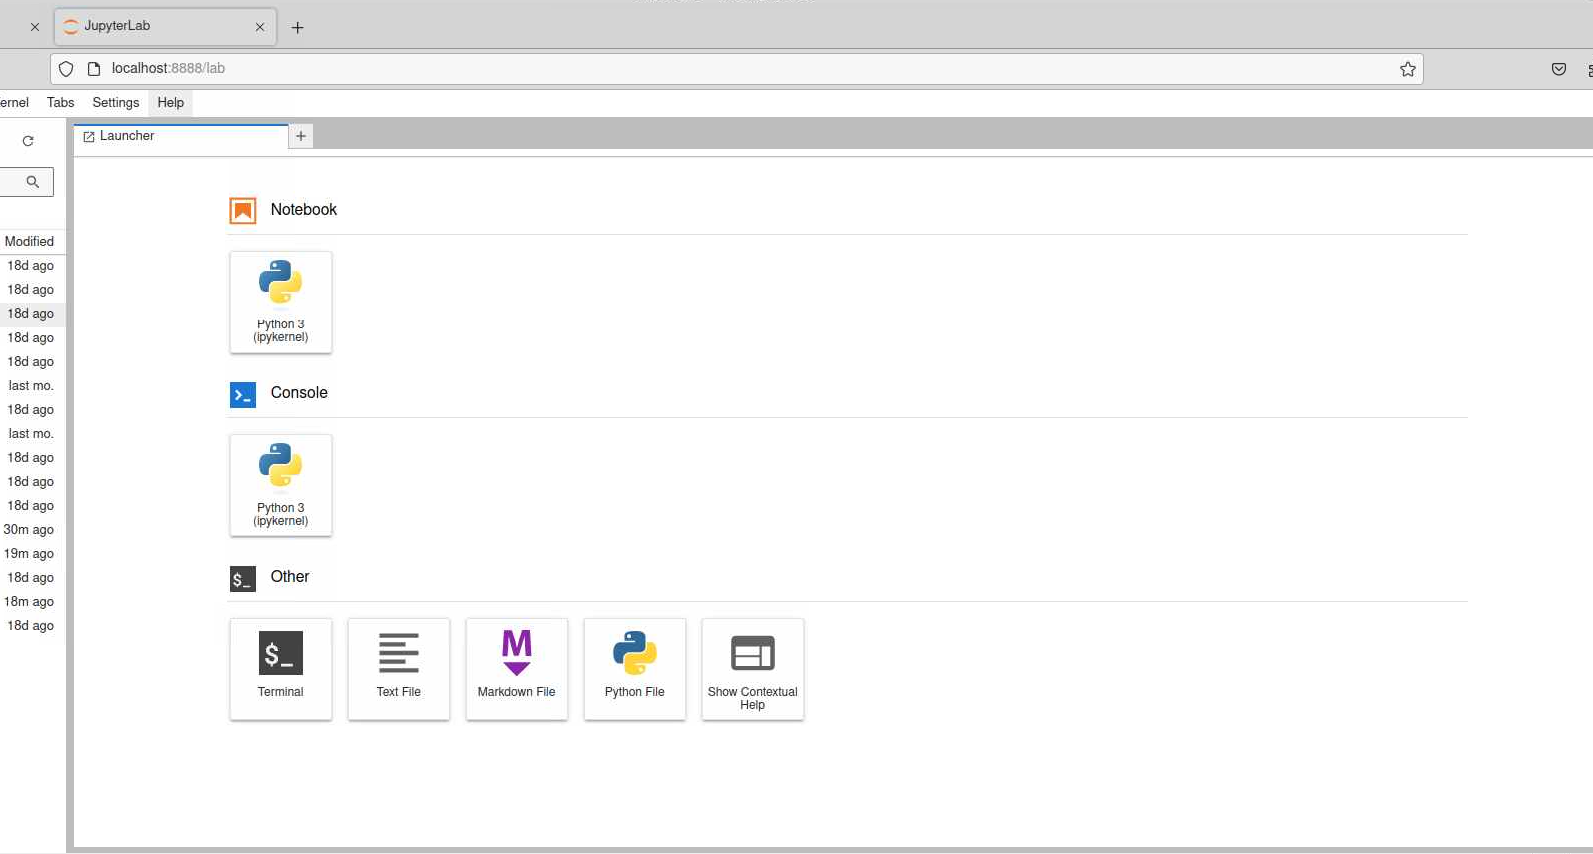 JupyterLab
localhost:8888/lab
ernel Tabs Settings Help
Launcher
Modified
18d ago
18d ago
18d ago
18d ago
18d ago
last mo.
18d ago
last mo.
18d ago
18d ago
18d ago
30m ago
19m ago
18d ago
18m ago
18d ago
Notebook
Python 3
(ipykernel)
Console
Python 3
(ipykernel)
$_ Other
$_
Terminal
Text File
M
Markdown File
Python File
Show Contextual
Help